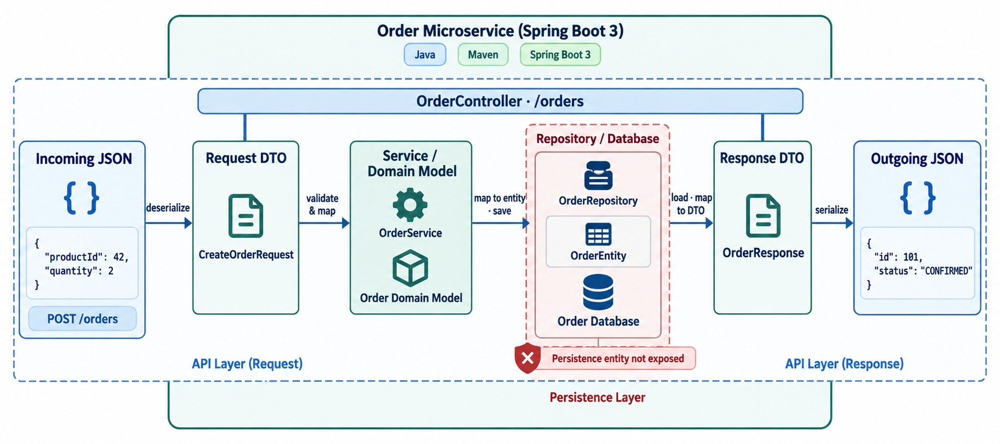 Order Microservice (Spring Boot 3)
Java
Maven
Spring Boot 3
OrderController · /orders
Incoming JSON
{ }
{
"productId": 42,
"quantity": 2
}
POST /orders
deserialize
Request DTO
CreateOrderRequest
validate
& map
Service /
Domain Model
OrderService
Order Domain Model
map to entity
· save
Repository / Database
OrderRepository
OrderEntity
Order Database
Persistence entity not exposed
load · map
to DTO
Response DTO
OrderResponse
serialize
Outgoing JSON
{ }
{
"id": 101,
"status": "CONFIRMED"
}
API Layer (Request)
API Layer (Response)
Persistence Layer